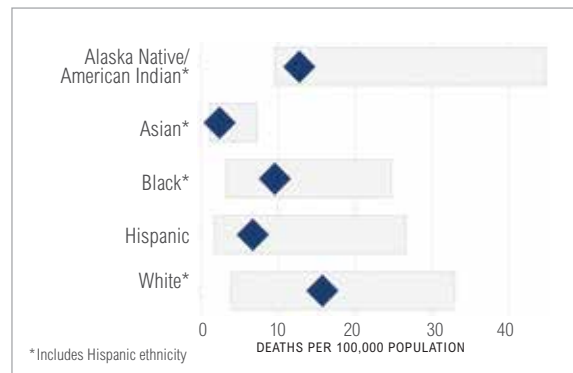 Alaska Native/
American Indian*
Asian*
Black*
Hispanic
White*
0 10 20 30 40
DEATHS PER 100,000 POPULATION
*Includes Hispanic ethnicity